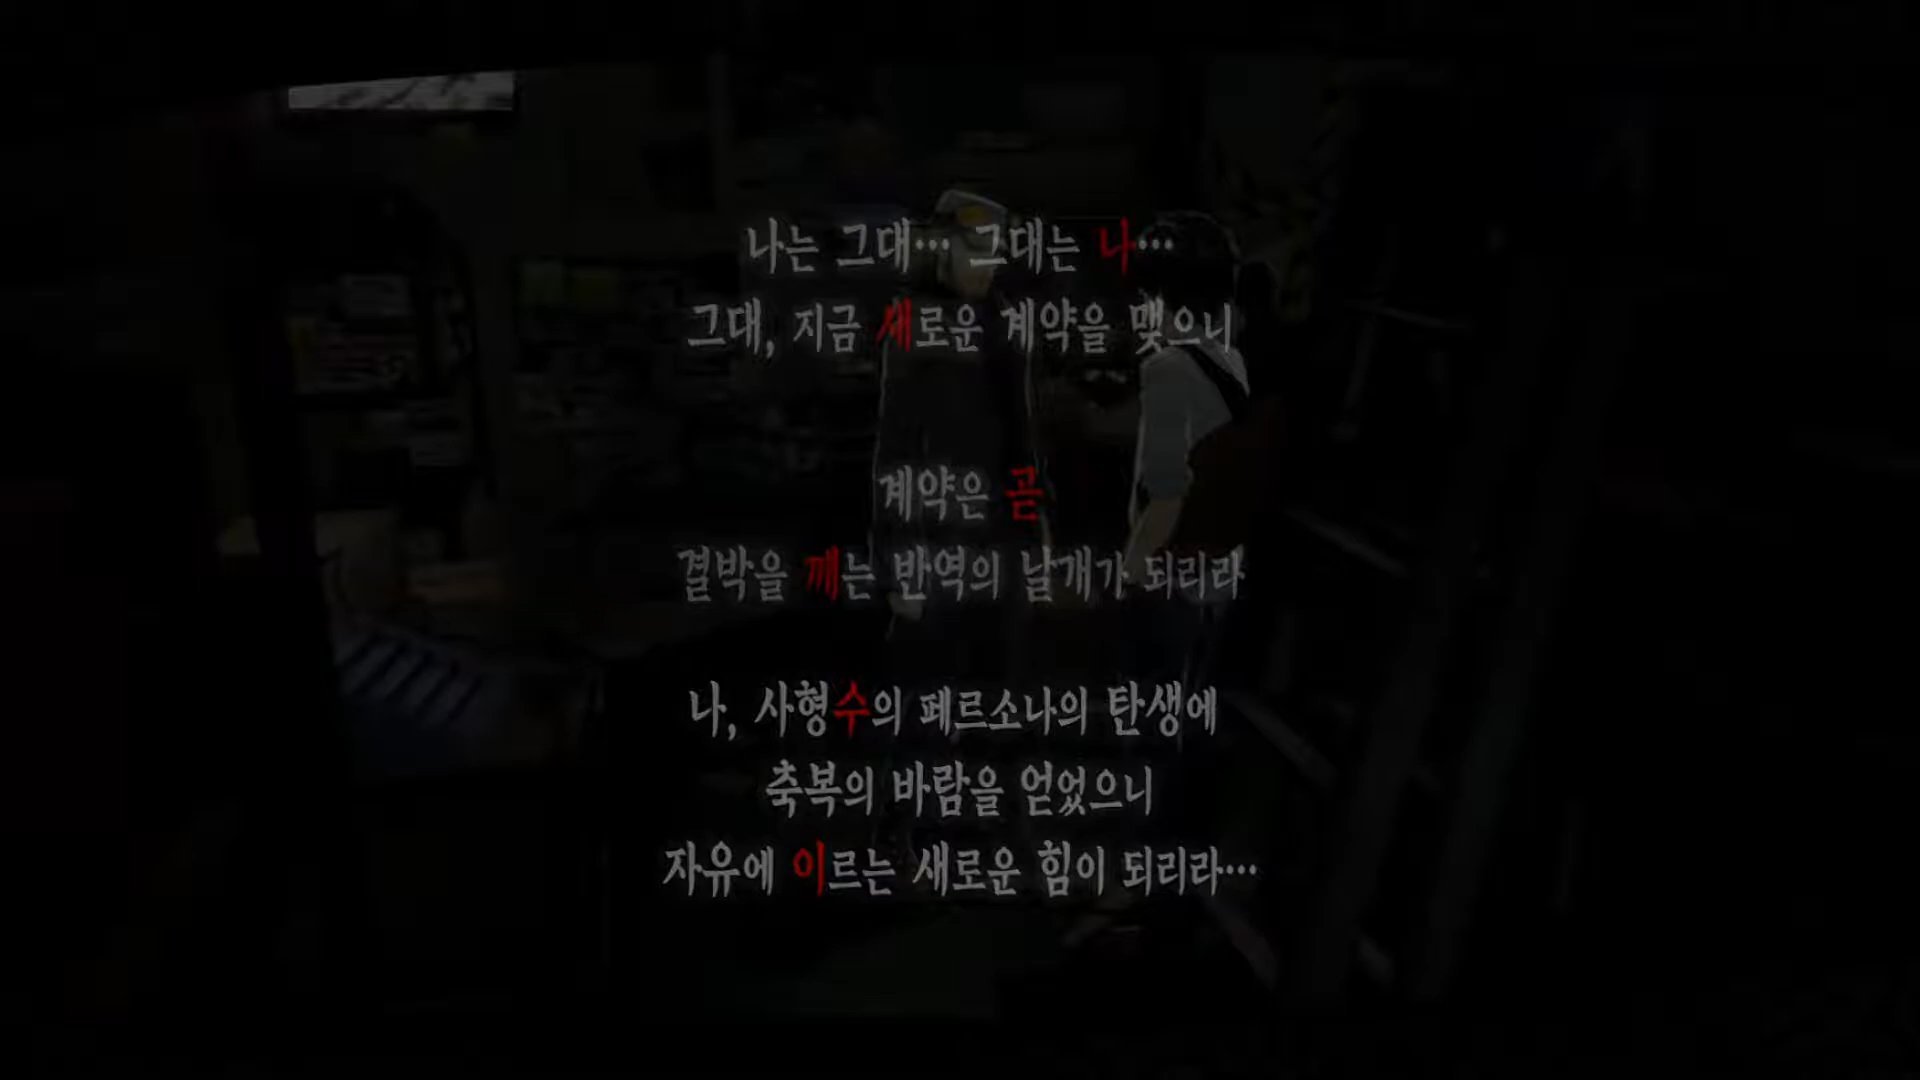 나는 그대… 그대는 나…
그대, 지금 새로운 계약을 맺으니
계약은 곧
결박을 깨는 반역의 날개가 되리라
나, 사형수의 페르소나의 탄생에
축복의 바람을 얻었으니
자유에 이르는 새로운 힘이 되리라…